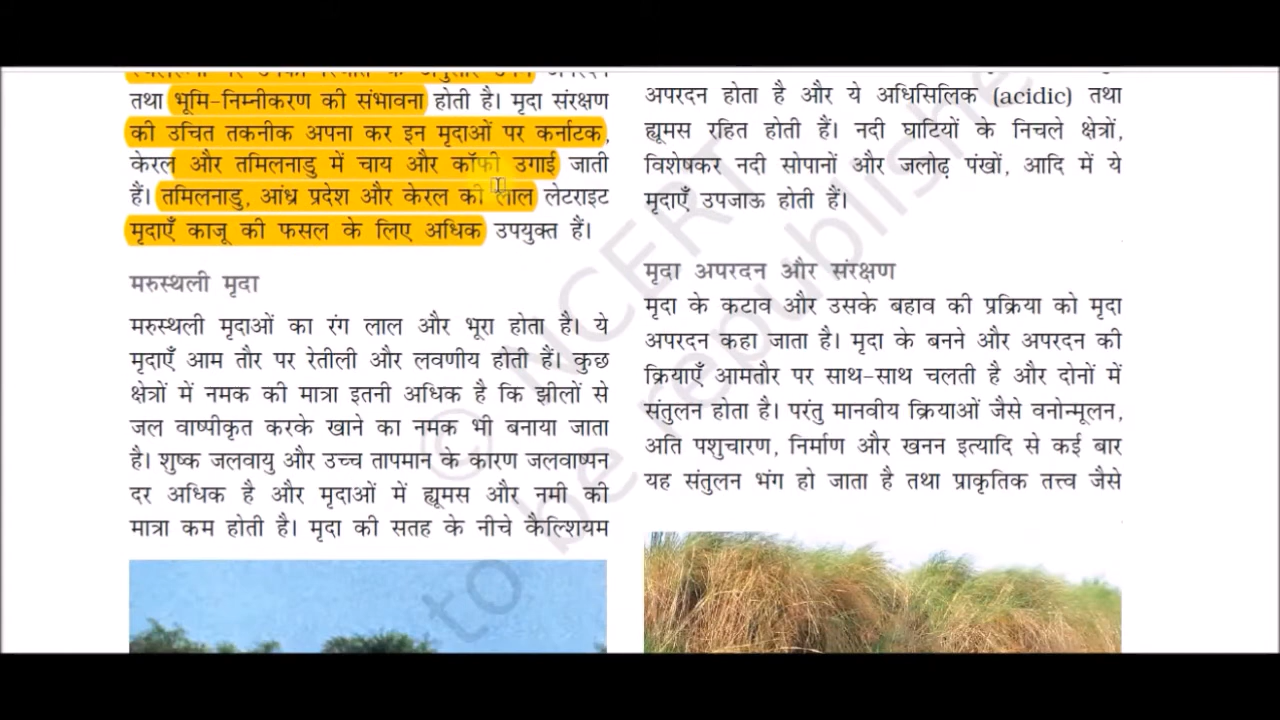 तथा भूमि-निम्नीकरण की संभावना होती है। मृदा संरक्षण
की उचित तकनीक अपना कर इन मृदाओं पर कर्नाटक,
केरल और तमिलनाडु में चाय और कॉफी उगाई जाती
हैं। तमिलनाडु, आंध्र प्रदेश और केरल की लाल लेटराइट
मृदाएँ काजू की फसल के लिए अधिक उपयुक्त हैं।
मरुस्थली मृदा
मरुस्थली मृदाओं का रंग लाल और भूरा होता है। ये
मृदाएँ आम तौर पर रेतीली और लवणीय होती हैं। कुछ
क्षेत्रों में नमक की मात्रा इतनी अधिक है कि झीलों से
जल वाष्पीकृत करके खाने का नमक भी बनाया जाता
है। शुष्क जलवायु और उच्च तापमान के कारण जलवाष्पन
दर अधिक है और मृदाओं में ह्यूमस और नमी की
मात्रा कम होती है। मृदा की सतह के नीचे कैल्शियम
अपरदन होता है और ये अधिसिलिक (acidic) तथा
ह्यूमस रहित होती हैं। नदी घाटियों के निचले क्षेत्रों,
विशेषकर नदी सोपानों और जलोढ़ पंखों, आदि में ये
मृदाएँ उपजाऊ होती हैं।
मृदा अपरदन और संरक्षण
मृदा के कटाव और उसके बहाव की प्रक्रिया को मृदा
अपरदन कहा जाता है। मृदा के बनने और अपरदन की
क्रियाएँ आमतौर पर साथ-साथ चलती है और दोनों में
संतुलन होता है। परंतु मानवीय क्रियाओं जैसे वनोन्मूलन,
अति पशुचारण, निर्माण और खनन इत्यादि से कई बार
यह संतुलन भंग हो जाता है तथा प्राकृतिक तत्त्व जैसे
© NCERT
to be republishe